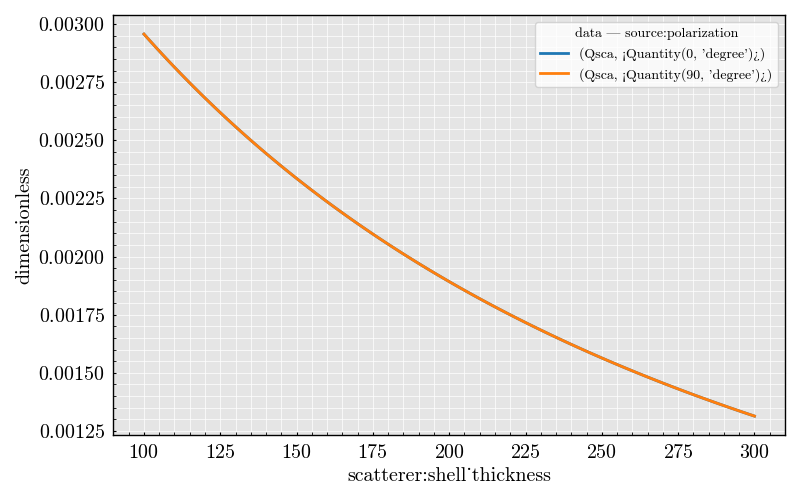 0.00300
0.00275
0.00250
0.00225
0.00200
0.00175
0.00150
0.00125
dimensionless
data — source:polarization
(Qsca, ¡Quantity(0, 'degree')¿)
(Qsca, ¡Quantity(90, 'degree')¿)
100 125 150 175 200 225 250 275 300
scatterer:shell˙thickness